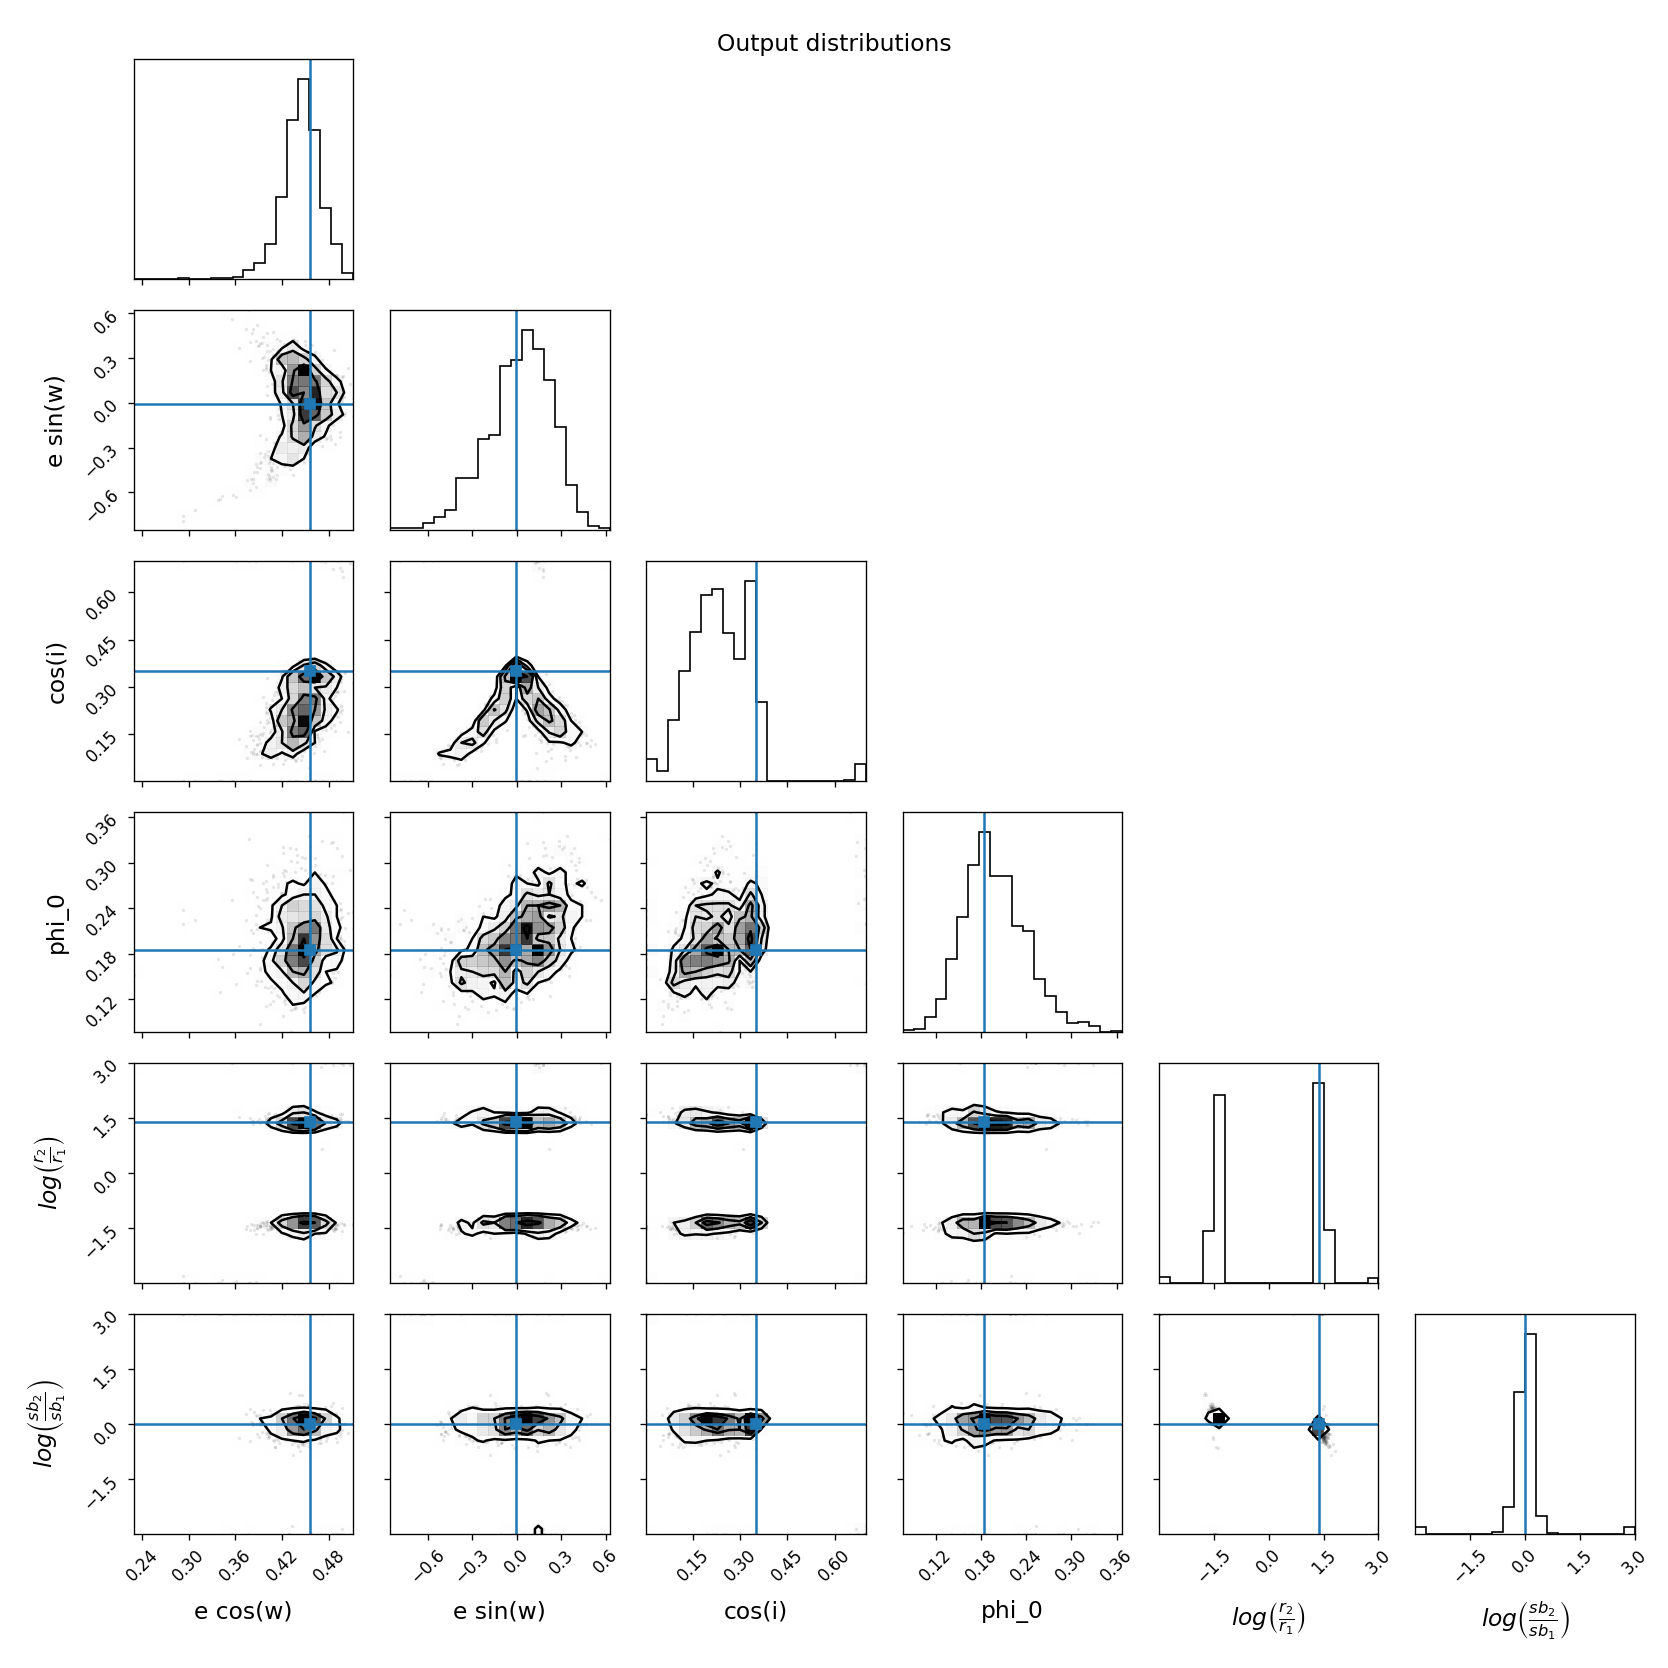 Output distributions
e sin(w)
0.6
0.3
0.0
−0.3
−0.6
cos(i)
0.60
0.45
0.30
0.15
phi_0
0.36
0.30
0.24
0.18
0.12
log(r2/r1)
3.0
1.5
0.0
−1.5
log(sb2/sb1)
3.0
1.5
0.0
−1.5
0.24 0.30 0.36 0.42 0.48 −0.6 −0.3 0.0 0.3 0.6 0.15 0.30 0.45 0.60 0.12 0.18 0.24 0.30 0.36 −1.5 0.0 1.5 3.0 −1.5 0.0 1.5 3.0
e cos(w) e sin(w) cos(i) phi_0 log(r2/r1) log(sb2/sb1)